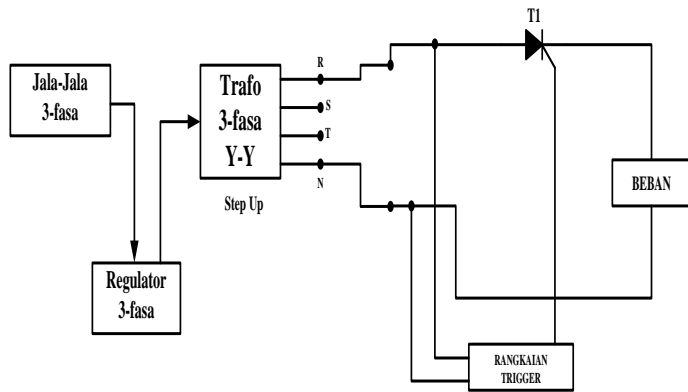 T1
Jala-Jala
3-fasa
Trafo
3-fasa
Y-Y
R
S
T
N
Step Up
BEBAN
Regulator
3-fasa
RANGKAIAN
TRIGGER